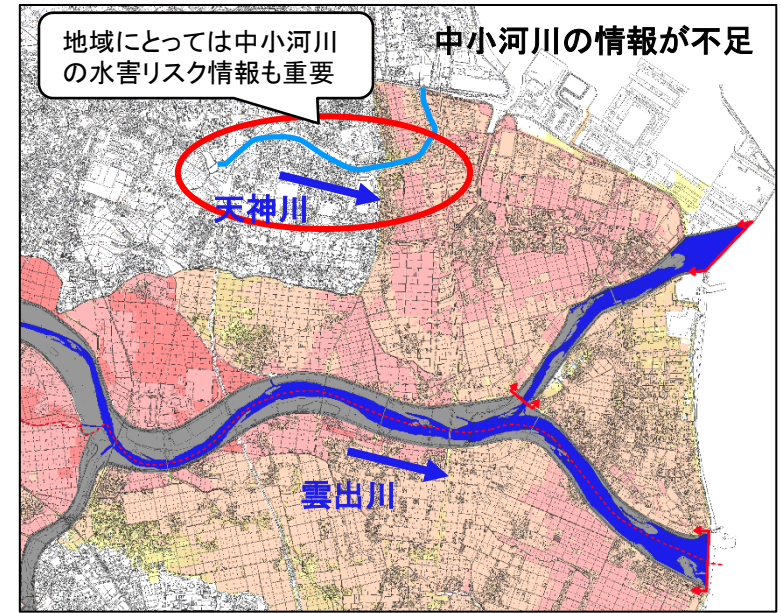 中小河川の情報が不足
地域にとっては中小河川
の水害リスク情報も重要
天神川
雲出川